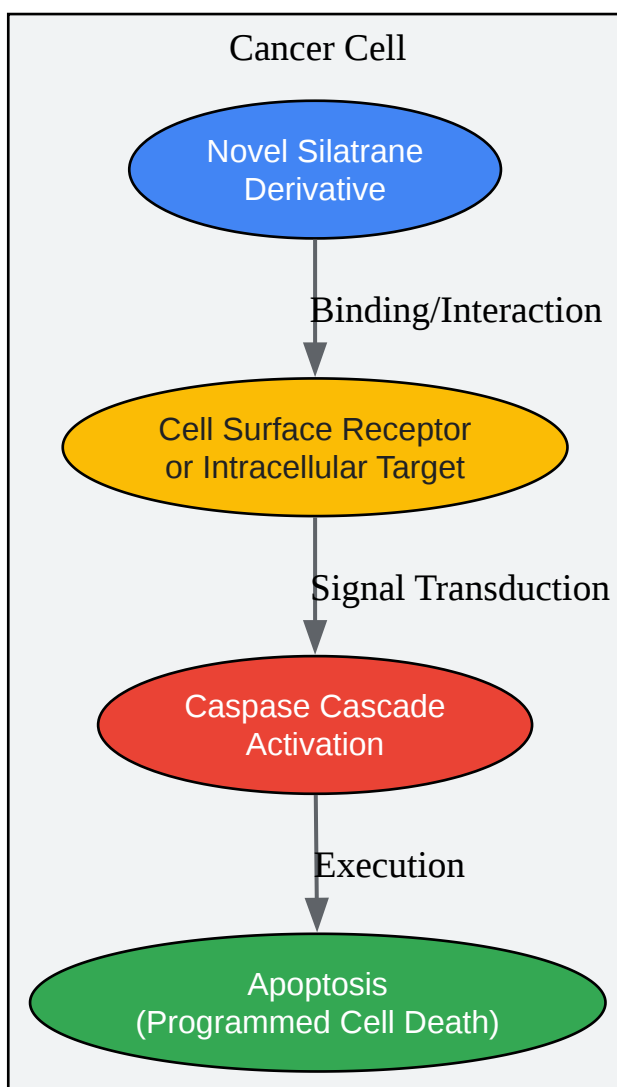 Cancer Cell
Novel Silatrane
Derivative
Binding/Interaction
Cell Surface Receptor
or Intracellular Target
Signal Transduction
Caspase Cascade
Activation
Execution
Apoptosis
(Programmed Cell Death)